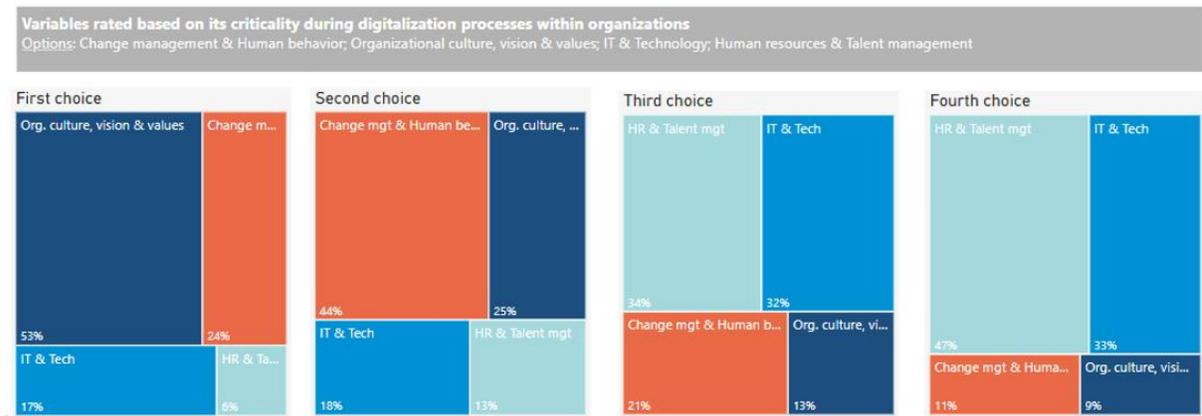 Variables rated based on its criticality during digitalization processes within organizations
Options: Change management & Human behavior; Organizational culture, vision & values; IT & Technology; Human resources & Talent management
First choice
Org. culture, vision & values
53%
Change m...
24%
IT & Tech
17%
HR & Ta...
6%
Second choice
Change mgt & Human be...
44%
Org. culture, ...
25%
IT & Tech
18%
HR & Talent mgt
13%
Third choice
HR & Talent mgt
34%
IT & Tech
32%
Change mgt & Human b...
21%
Org. culture, vi...
13%
Fourth choice
HR & Talent mgt
47%
IT & Tech
33%
Change mgt & Huma...
11%
Org. culture, visi...
9%